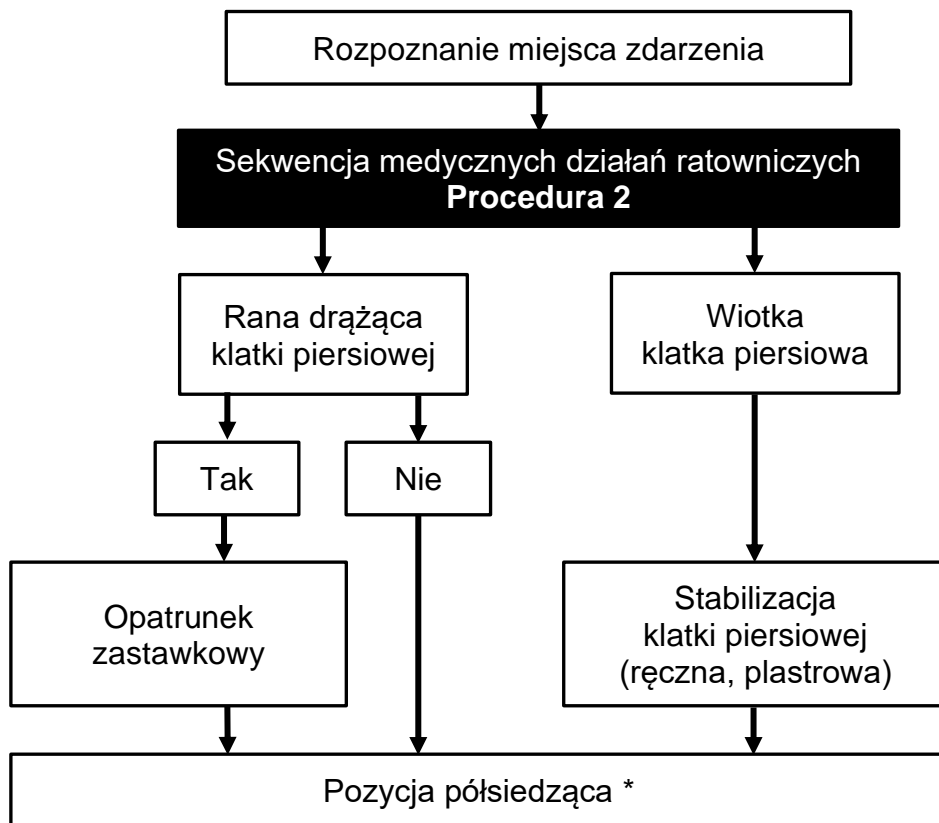 Rozpoznanie miejsca zdarzenia
Sekwencja medycznych działań ratowniczych
Procedura 2
Rana drążąca
klatki piersiowej
Wiotka
klatka piersiowa
Tak
Nie
Opatrunek
zastawkowy
Stabilizacja
klatki piersiowej
(ręczna, plastrowa)
Pozycja półsiedząca *